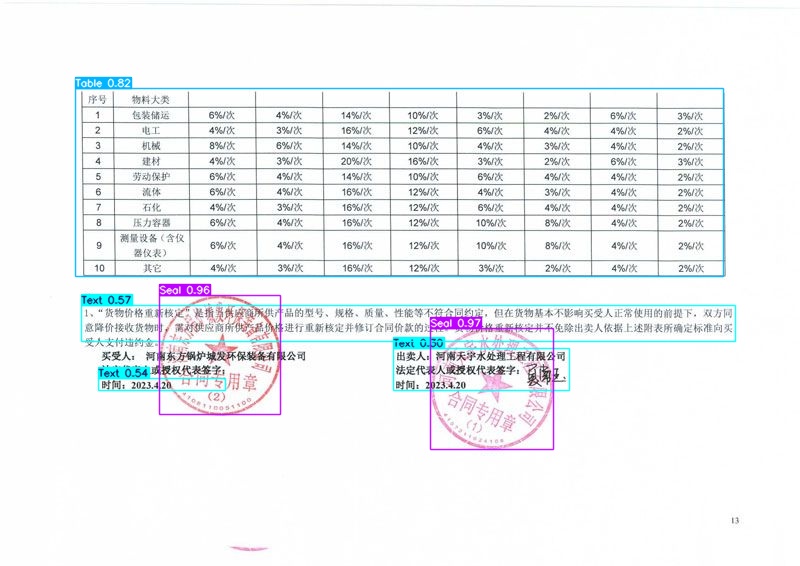 Table 0.82
序号 物料大类
1 包装储运 6%/次 4%/次 14%/次 10%/次 3%/次 2%/次 6%/次 3%/次
2 电工 4%/次 3%/次 16%/次 12%/次 6%/次 4%/次 4%/次 2%/次
3 机械 8%/次 6%/次 14%/次 10%/次 4%/次 3%/次 4%/次 2%/次
4 建材 4%/次 3%/次 20%/次 16%/次 3%/次 2%/次 6%/次 3%/次
5 劳动保护 6%/次 4%/次 14%/次 10%/次 6%/次 4%/次 4%/次 2%/次
6 流体 6%/次 4%/次 16%/次 12%/次 4%/次 3%/次 4%/次 2%/次
7 石化 4%/次 3%/次 16%/次 12%/次 6%/次 4%/次 4%/次 2%/次
8 压力容器 6%/次 4%/次 16%/次 12%/次 10%/次 8%/次 4%/次 2%/次
9 测量设备（含仪器仪表） 6%/次 4%/次 16%/次 12%/次 10%/次 8%/次 4%/次 2%/次
10 其它 4%/次 3%/次 16%/次 12%/次 4%/次 3%/次 4%/次 2%/次
Seal 0.96
Text 0.57
1、“货物价格重新核定”是指当供应商所供产品的型号、规格、质量、性能等不符合同约定，但在货物基本不影响买受人正常使用的前提下，双方同
意降价接收货物时，需对供应商所供产品价格进行重新核定并修订合同价款的过程。货物价格重新核定并不免除出卖人依据上述附表所确定标准向买
受人支付违约金。
Seal 0.97
买受人：河南东方锅炉城发环保装备有限公司
或授权代表签字：
Text 0.54
时间：2023.4.20
合同专用章
（2）
4108110051100
出卖人：河南天宇水处理工程有限公司
法定代表人或授权代表签字：
时间：2023.4.20
合同专用章
（1）
13